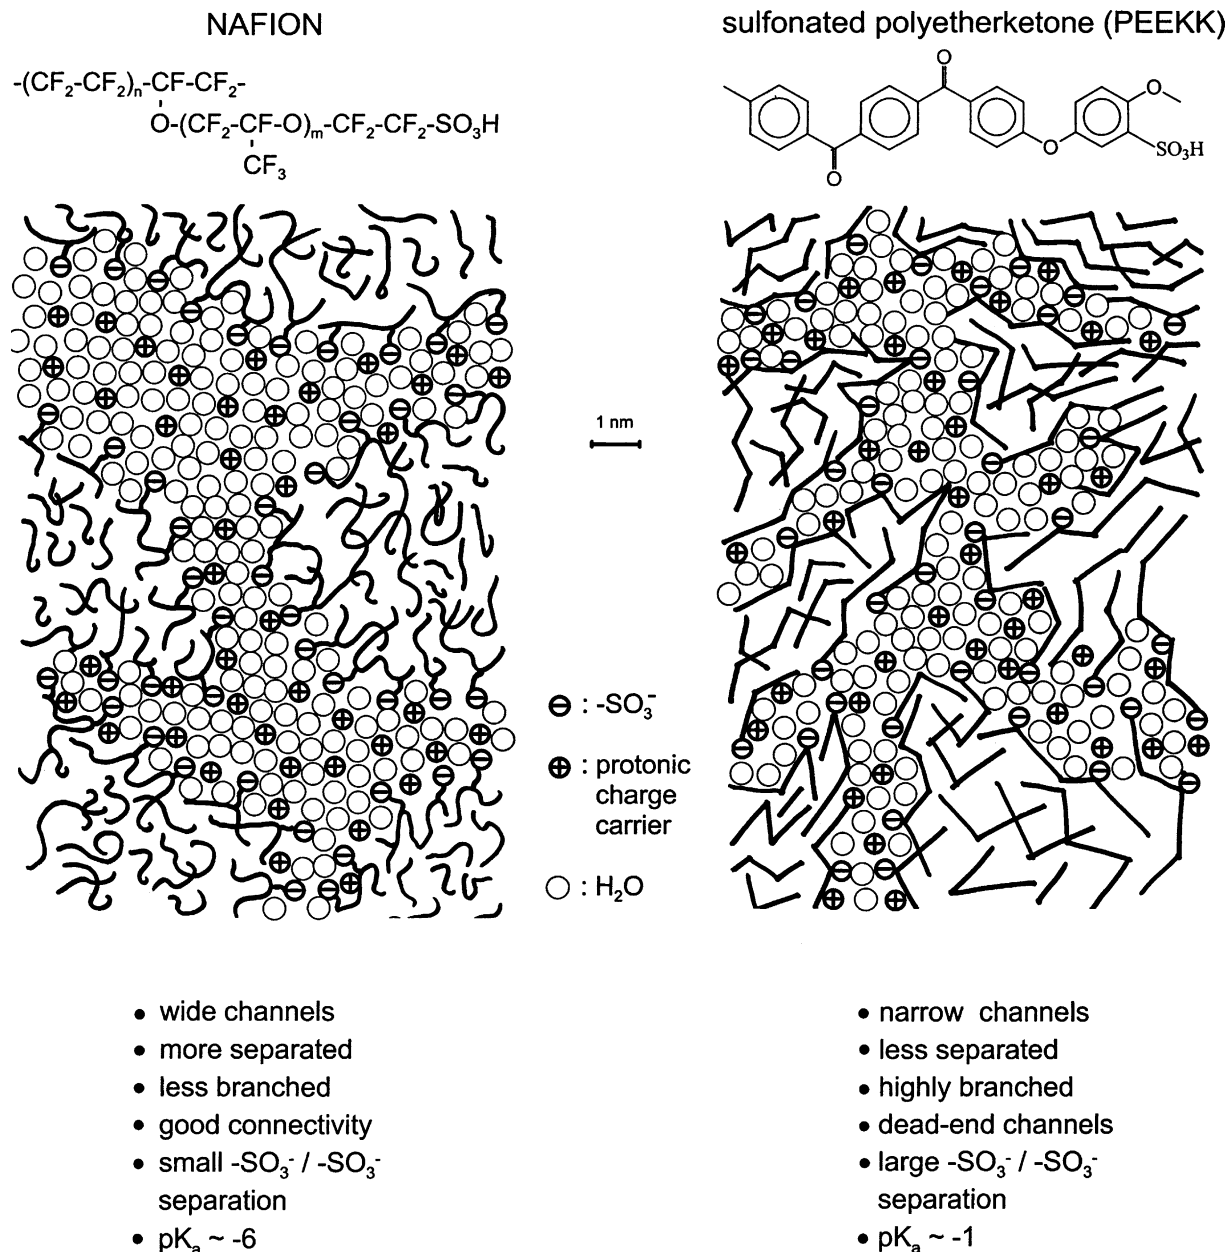 NAFION
-(CF₂-CF₂)ₙ-CF-CF₂-
O-(CF₂-CF-O)ₘ-CF₂-CF₂-SO₃H
CF₃
sulfonated polyetherketone (PEEKK)
O
O
O
O
SO₃H
1 nm
⊖ : -SO₃⁻
⊕ : protonic
charge
carrier
○ : H₂O
• wide channels
• more separated
• less branched
• good connectivity
• small -SO₃⁻ / -SO₃⁻
separation
• pKₐ ~ -6
• narrow channels
• less separated
• highly branched
• dead-end channels
• large -SO₃⁻ / -SO₃⁻
separation
• pKₐ ~ -1